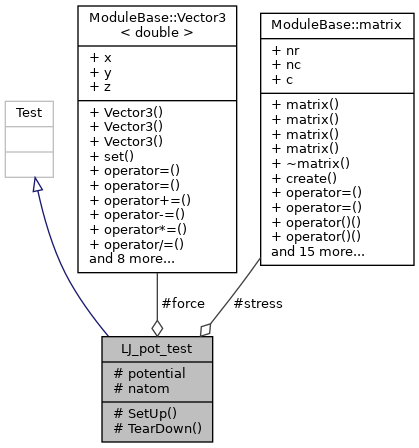 ModuleBase::Vector3
< double >
+ x
+ y
+ z
+ Vector3()
+ Vector3()
+ Vector3()
+ set()
+ operator=()
+ operator=()
+ operator+=()
+ operator-=()
+ operator*=()
+ operator/=()
and 8 more...
ModuleBase::matrix
+ nr
+ nc
+ c
+ matrix()
+ matrix()
+ matrix()
+ matrix()
+ ~matrix()
+ create()
+ operator=()
+ operator=()
+ operator()()
+ operator()()
and 15 more...
Test
#force
#stress
LJ_pot_test
# potential
# natom
# SetUp()
# TearDown()